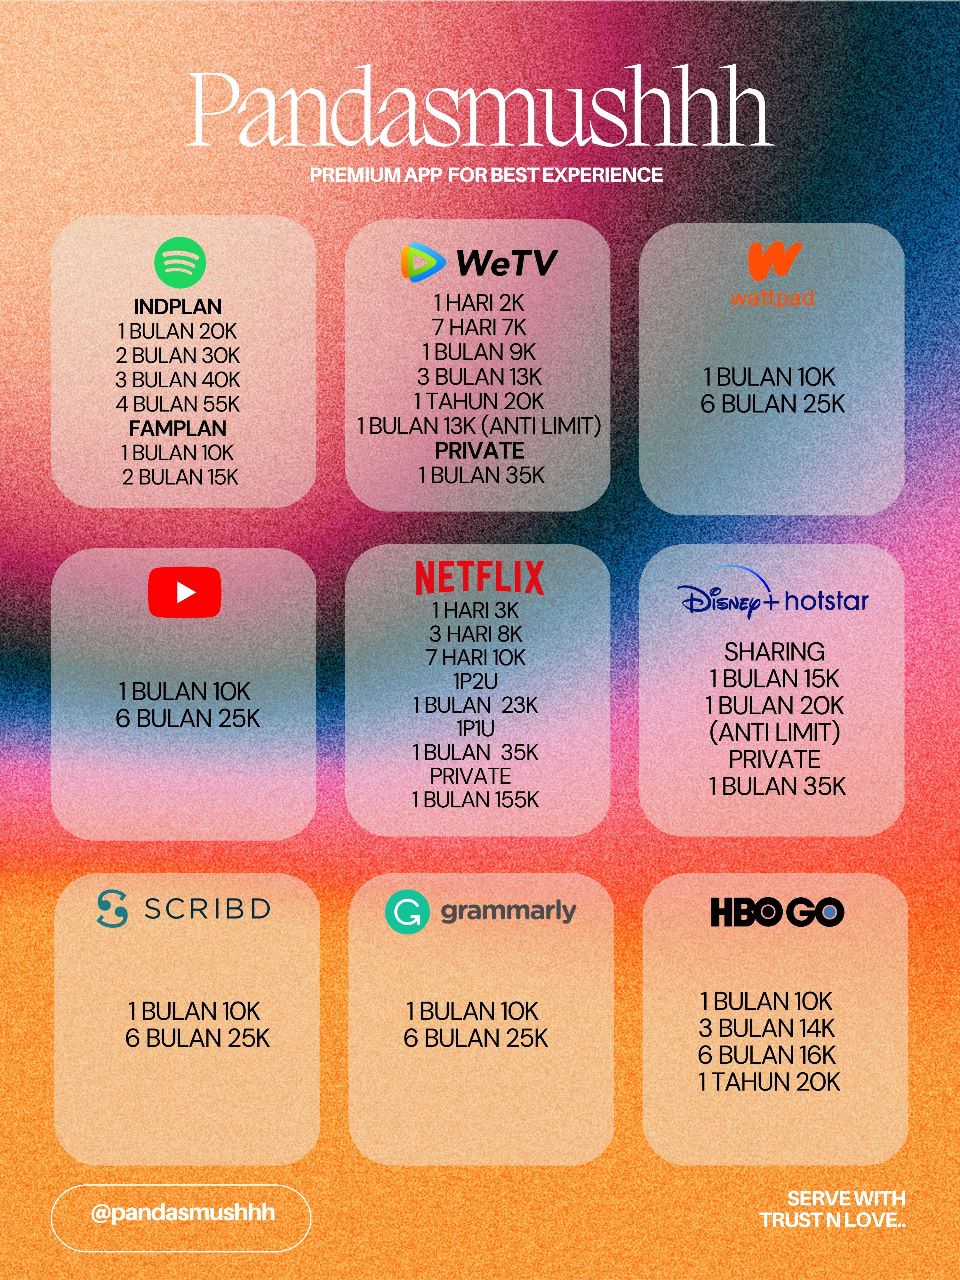 Pandasmushhh
PREMIUM APP FOR BEST EXPERIENCE
INDPLAN
1 BULAN 20K
2 BULAN 30K
3 BULAN 40K
4 BULAN 55K
FAMPLAN
1 BULAN 10K
2 BULAN 15K
WeTV
1 HARI 2K
7 HARI 7K
1 BULAN 9K
3 BULAN 13K
1 TAHUN 20K
1 BULAN 13K (ANTI LIMIT)
PRIVATE
1 BULAN 35K
wattpad
1 BULAN 10K
6 BULAN 25K
1 BULAN 10K
6 BULAN 25K
NETFLIX
1 HARI 3K
3 HARI 8K
7 HARI 10K
1P2U
1 BULAN 23K
1P1U
1 BULAN 35K
PRIVATE
1 BULAN 155K
Disney+ hotstar
SHARING
1 BULAN 15K
1 BULAN 20K
(ANTI LIMIT)
PRIVATE
1 BULAN 35K
SCRIBD
1 BULAN 10K
6 BULAN 25K
grammarly
1 BULAN 10K
6 BULAN 25K
HBO GO
1 BULAN 10K
3 BULAN 14K
6 BULAN 16K
1 TAHUN 20K
@pandasmushhh
SERVE WITH
TRUST N LOVE..